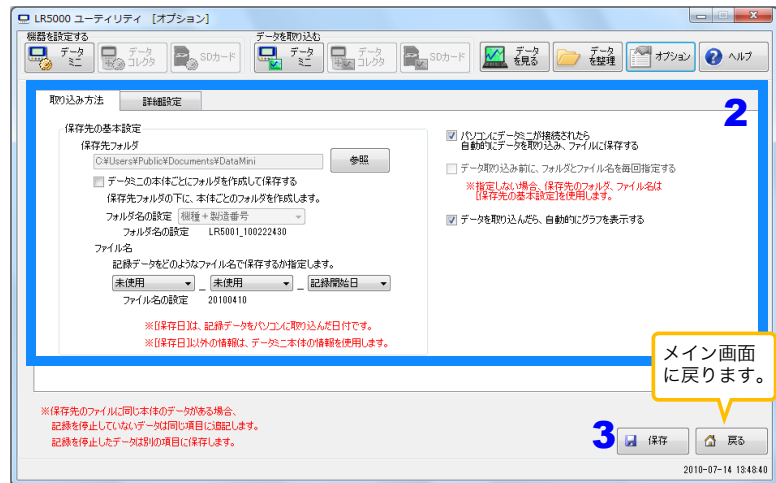 LR5000 ユーティリティ [オプション]
機器を設定する
データを取り込む
データ
ミニ
データ
コレクタ
SDカード
データ
ミニ
データ
コレクタ
SDカード
データ
を見る
データ
を整理
オプション
ヘルプ
取り込み方法
詳細設定
2
保存先の基本設定
保存先フォルダ
C:¥Users¥Public¥Documents¥DataMini
参照
データミニの本体ごとにフォルダを作成して保存する
保存先フォルダの下に、本体ごとのフォルダを作成します。
フォルダ名の設定 機種+製造番号
フォルダ名の設定 LR5001_100222430
ファイル名
記録データをどのようなファイル名で保存するか指定します。
未使用 _ 未使用 _ 記録開始日
ファイル名の設定 20100410
※[保存日]は、記録データをパソコンに取り込んだ日付です。
※[保存日]以外の情報は、データミニ本体の情報を使用します。
パソコンにデータミニが接続されたら
自動的にデータを取り込み、ファイルに保存する
データ取り込み前に、フォルダとファイル名を毎回指定する
※指定しない場合、保存先のフォルダ、ファイル名は
[保存先の基本設定]を使用します。
データを取り込んだら、自動的にグラフを表示する
メイン画面
に戻ります。
※保存先のファイルに同じ本体のデータがある場合、
記録を停止していないデータは同じ項目に追記します。
記録を停止したデータは別の項目に保存します。
3
保存
戻る
2010-07-14 13:48:40